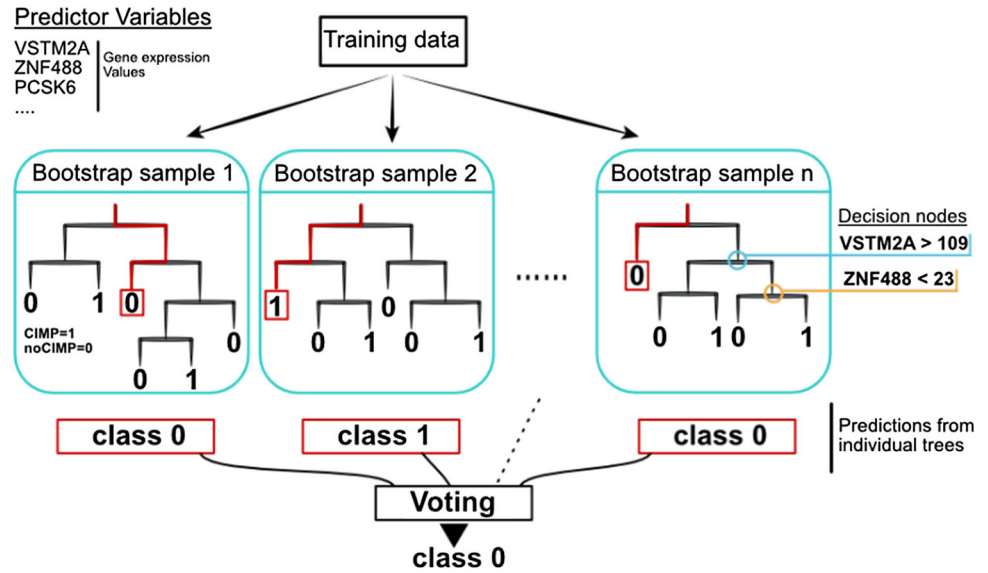 Predictor Variables
VSTM2A
ZNF488
PCSK6
....
Gene expression
Values
Training data
Bootstrap sample 1
0
1
0
0
0
1
CIMP=1
noCIMP=0
Bootstrap sample 2
1
0
0
1
0
1
......
Bootstrap sample n
0
0
1
0
1
Decision nodes
VSTM2A > 109
ZNF488 < 23
class 0
class 1
class 0
Predictions from
individual trees
Voting
class 0